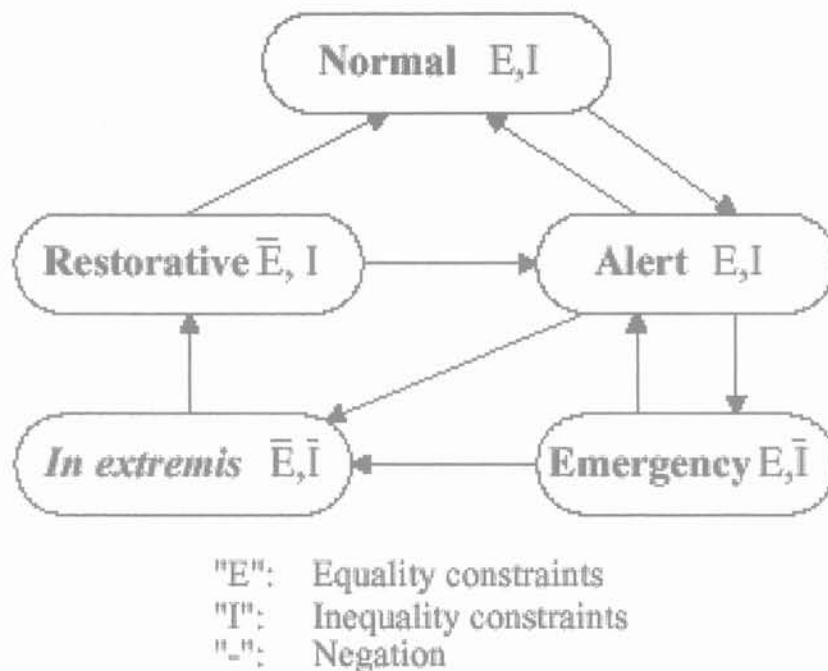 Normal E,I
Restorative E̅, I
Alert E,I
In extremis E̅,I̅
Emergency E,I̅
"E": Equality constraints
"I": Inequality constraints
"-": Negation